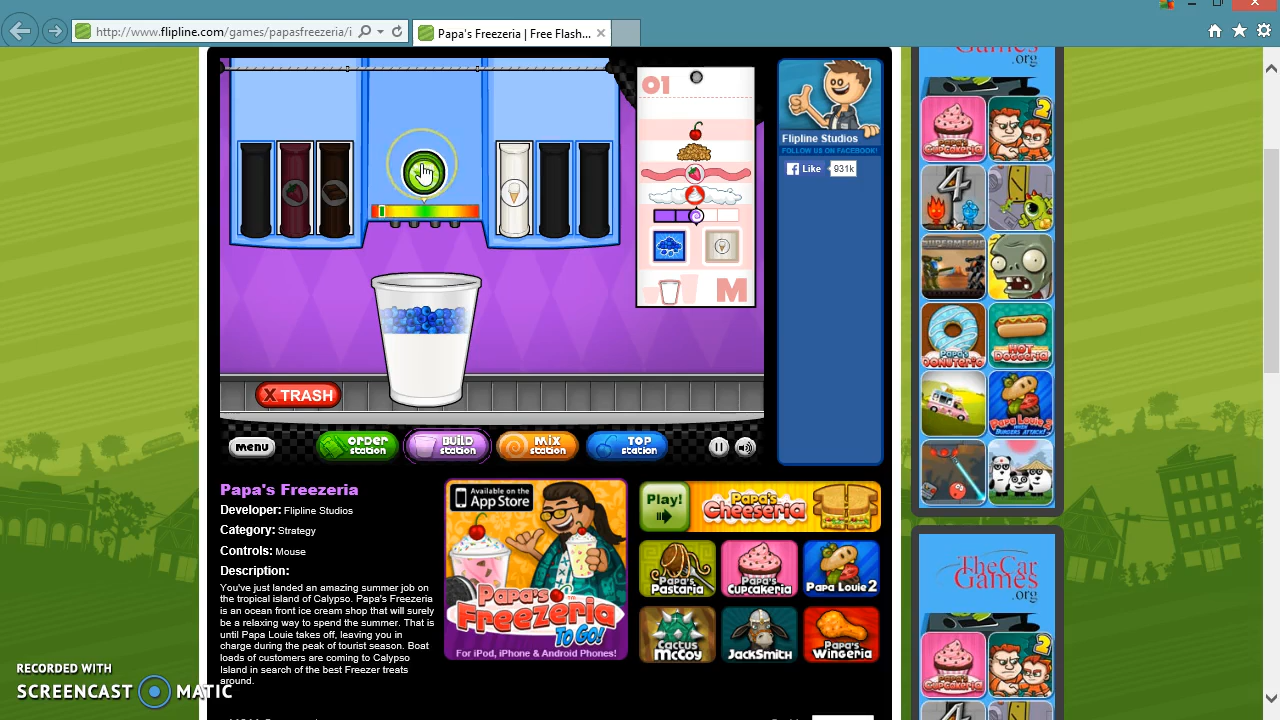 http://www.flipline.com/games/papasfreezeria/i
Papa's Freezeria | Free Flash...
Games
.org
01
Flipline Studios
FOLLOW US ON FACEBOOK!
Like
931k
2
4
M
X TRASH
MENU
ORDER
STATION
BUILD
STATION
MIX
STATION
TOP
STATION
Papa's
DONUTERIA
HOT
DOGGERIA
PAPA LOUIE 2
WHEN BURGERS ATTACK!
Papa's Freezeria
Developer: Flipline Studios
Category: Strategy
Controls: Mouse
Description:
You've just landed an amazing summer job on
the tropical island of Calypso. Papa's Freezeria
is an ocean front ice cream shop that will surely
be a relaxing way to spend the summer. That is
until Papa Louie takes off, leaving you in
charge during the peak of tourist season. Boat
loads of customers are coming to Calypso
Island in search of the best Freezer treats
around.
Available on the
App Store
Papa's
Freezeria
TO GO!
For iPod, iPhone & Android Phones!
Play!
Papa's
Cheeseria
Papa's
Pastaria
Papa's
Cupcakeria
Papa Louie 2
Cactus
McCoy
JackSmith
Papa's
Wingeria
TheCar
Games
.org
2
RECORDED WITH
SCREENCAST MATIC